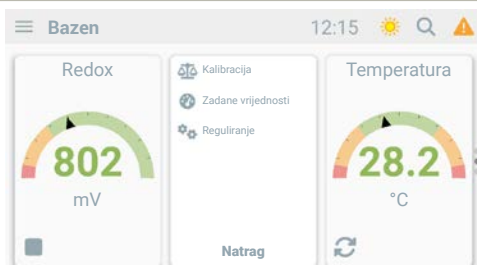 Bazen
12:15
Redox
802
mV
Kalibracija
Zadane vrijednosti
Reguliranje
Natrag
Temperatura
28.2
°C